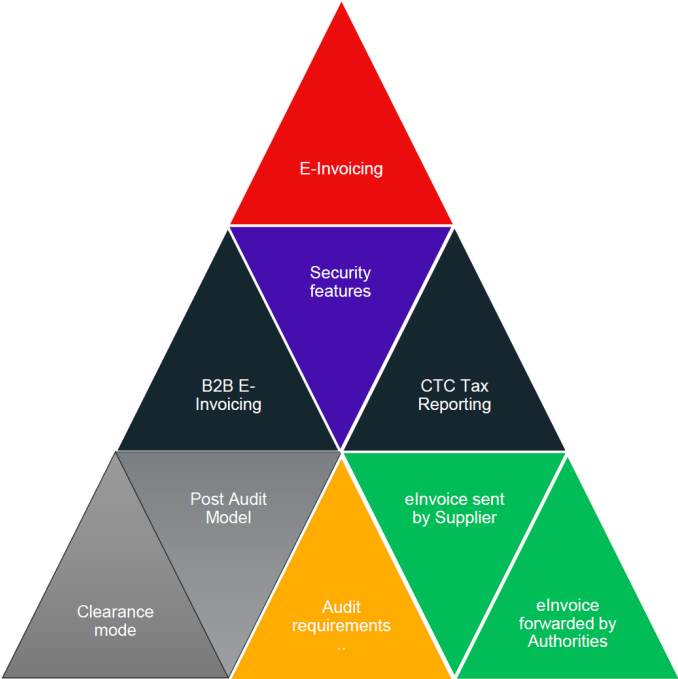 E-Invoicing
Security
features
B2B E-
Invoicing
CTC Tax
Reporting
Post Audit
Model
eInvoice sent
by Supplier
Clearance
mode
Audit
requirements
..
eInvoice
forwarded by
Authorities